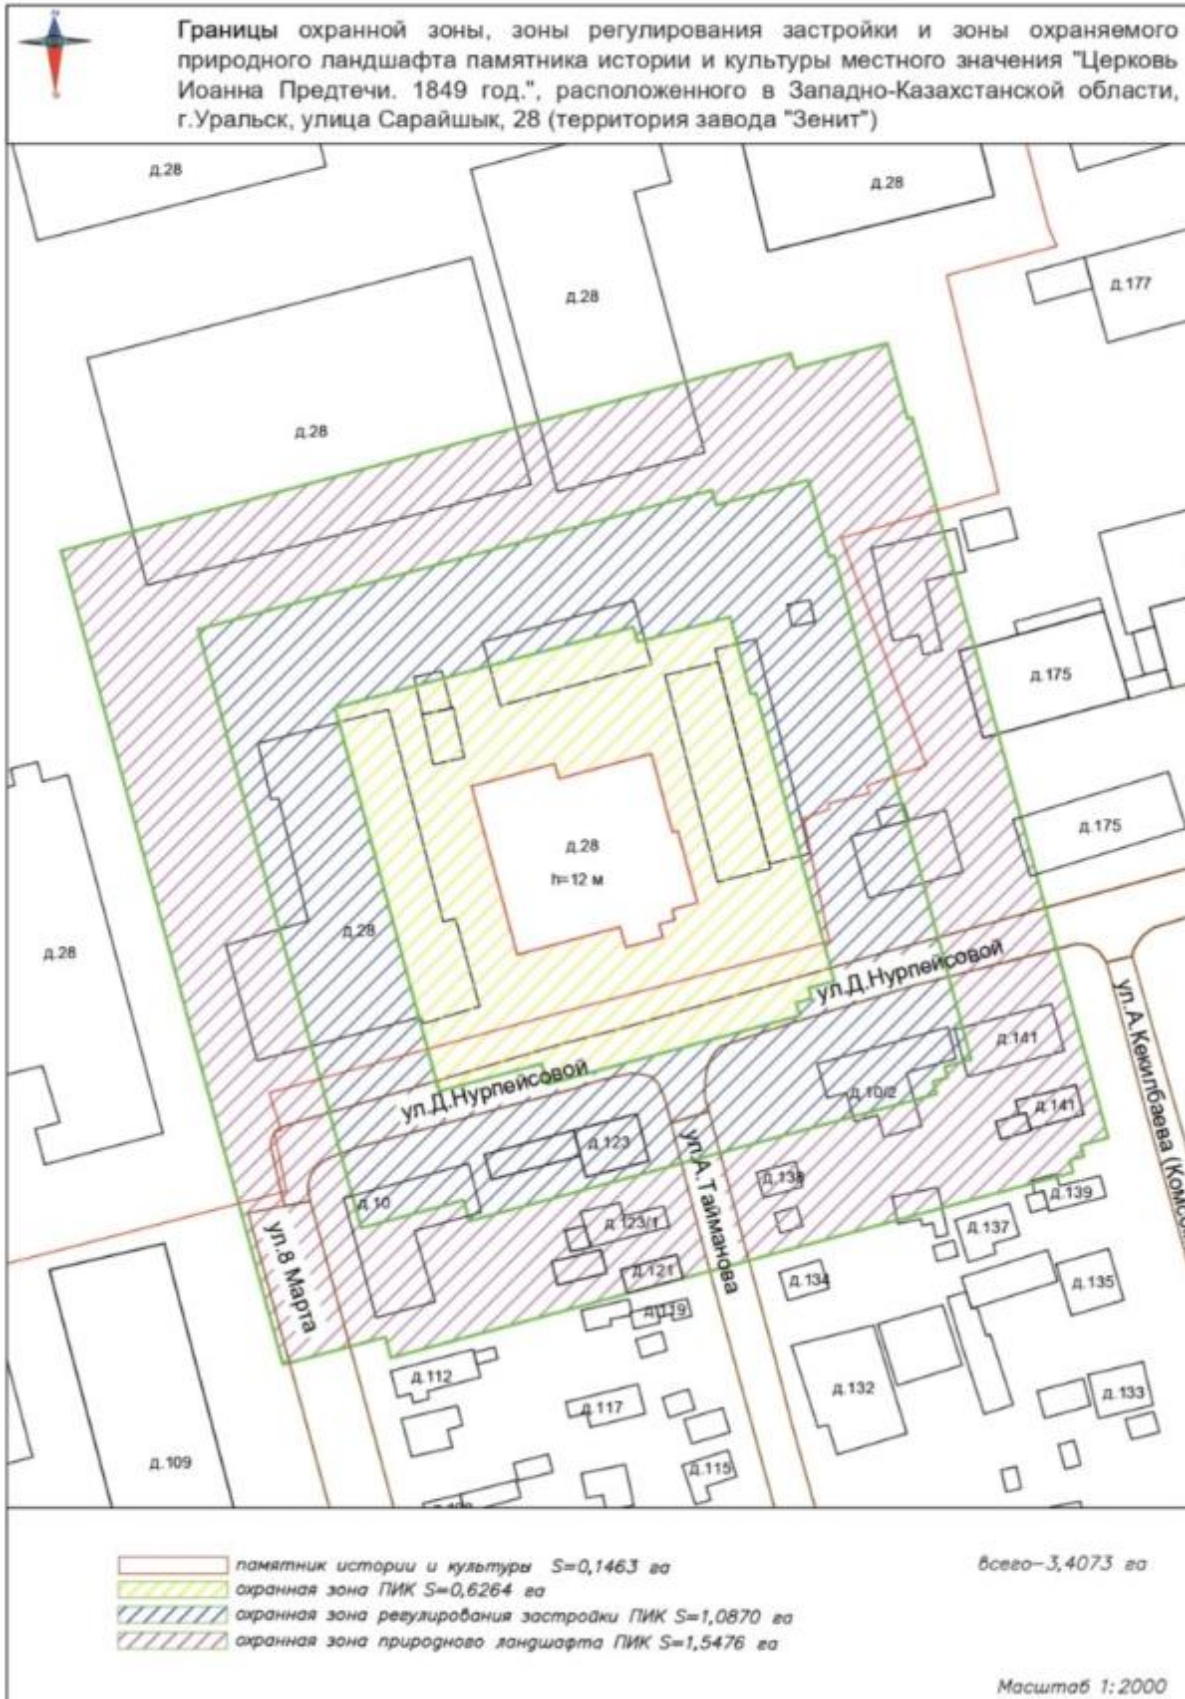 Границы охранной зоны, зоны регулирования застройки и зоны охраняемого
природного ландшафта памятника истории и культуры местного значения "Церковь
Иоанна Предтечи. 1849 год.", расположенного в Западно-Казахстанской области,
г.Уральск, улица Сарайшык, 28 (территория завода "Зенит")
д.28
д.28
д.28
д.177
д.28
д.28
д.175
д.175
д.28
h=12 м
д.28
д.28
ул.Д.Нурпейсовой
ул.А.Кекилбаева
д.141
д.10/2
ул.Д.Нурпейсовой
д.141
д.123
ул.А.Тайманова
д.138
д.139
д.10
д.123/1
д.137
ул.8 Марта
д.121
д.134
д.135
д.119
д.112
д.132
д.133
д.117
д.109
д.115
памятник истории и культуры S=0,1463 га
всего-3,4073 га
охранная зона ПИК S=0,6264 га
охранная зона регулирования застройки ПИК S=1,0870 га
охранная зона природного ландшафта ПИК S=1,5476 га
Масштаб 1:2000